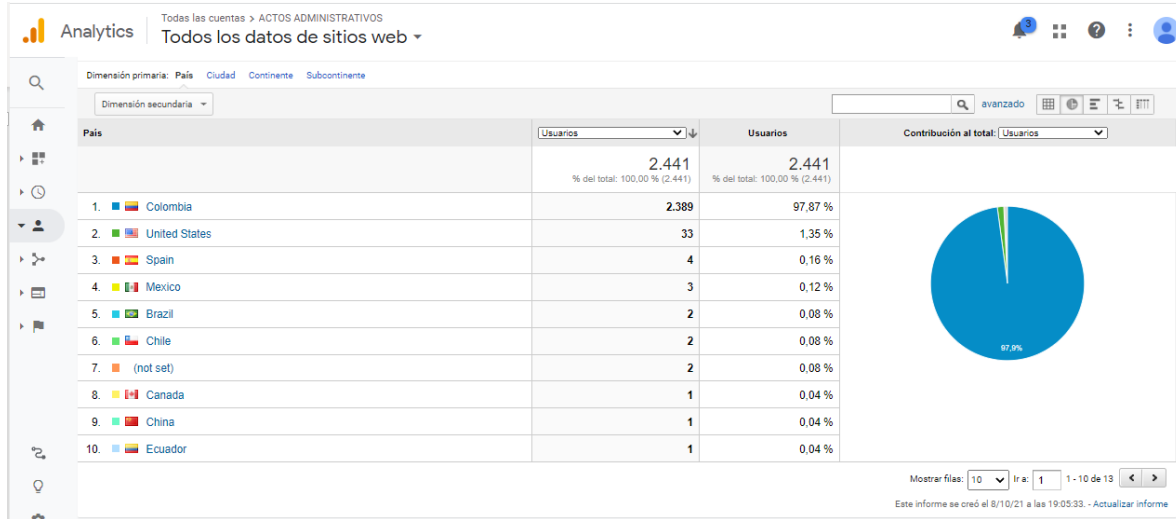 Analytics
Todas las cuentas > ACTOS ADMINISTRATIVOS
Todos los datos de sitios web
3
Dimensión primaria: País Ciudad Continente Subcontinente
Dimensión secundaria
avanzado
País Usuarios Usuarios Contribución al total: Usuarios
2.441 2.441
% del total: 100,00 % (2.441) % del total: 100,00 % (2.441)
1. Colombia 2.389 97,87 %
2. United States 33 1,35 %
3. Spain 4 0,16 %
4. Mexico 3 0,12 %
5. Brazil 2 0,08 %
6. Chile 2 0,08 %
7. (not set) 2 0,08 %
8. Canada 1 0,04 %
9. China 1 0,04 %
10. Ecuador 1 0,04 %
97,9%
Mostrar filas: 10 Ir a: 1 1 - 10 de 13
Este informe se creó el 8/10/21 a las 19:05:33. - Actualizar informe